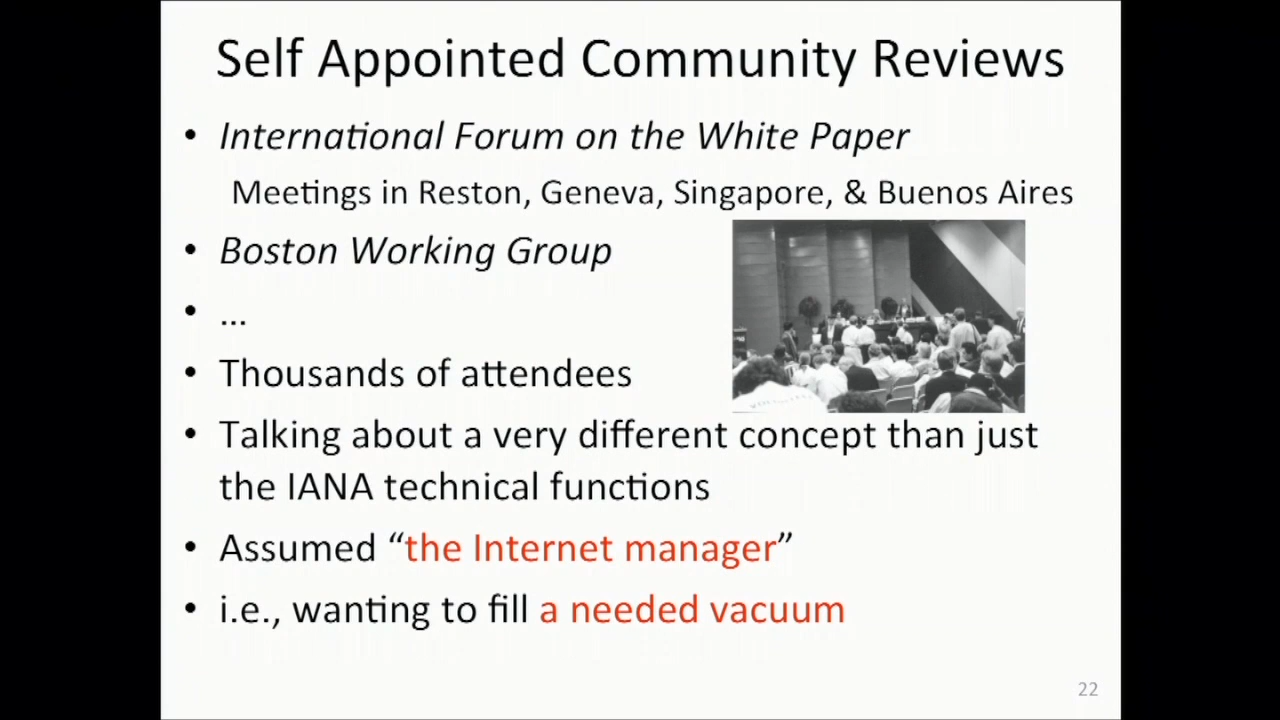 Self Appointed Community Reviews
• International Forum on the White Paper
Meetings in Reston, Geneva, Singapore, & Buenos Aires
• Boston Working Group
• ...
• Thousands of attendees
• Talking about a very different concept than just
the IANA technical functions
• Assumed “the Internet manager”
• i.e., wanting to fill a needed vacuum
22